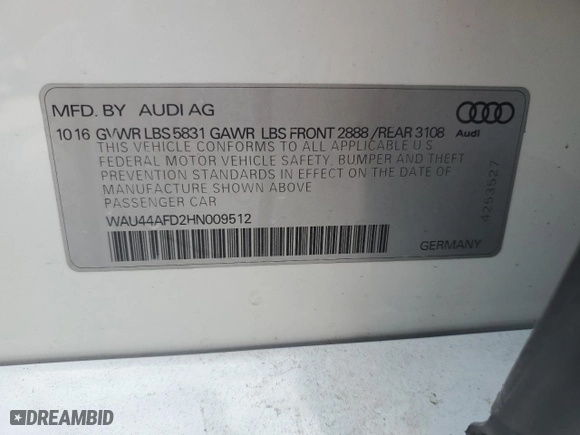 MFD. BY AUDI AG
10 16 GVWR LBS 5831 GAWR LBS FRONT 2888 / REAR 3108
Audi
THIS VEHICLE CONFORMS TO ALL APPLICABLE U S
FEDERAL MOTOR VEHICLE SAFETY, BUMPER AND THEFT
PREVENTION STANDARDS IN EFFECT ON THE DATE OF
MANUFACTURE SHOWN ABOVE
PASSENGER CAR
WAU44AFD2HN009512
4253527
GERMANY
DREAMBID